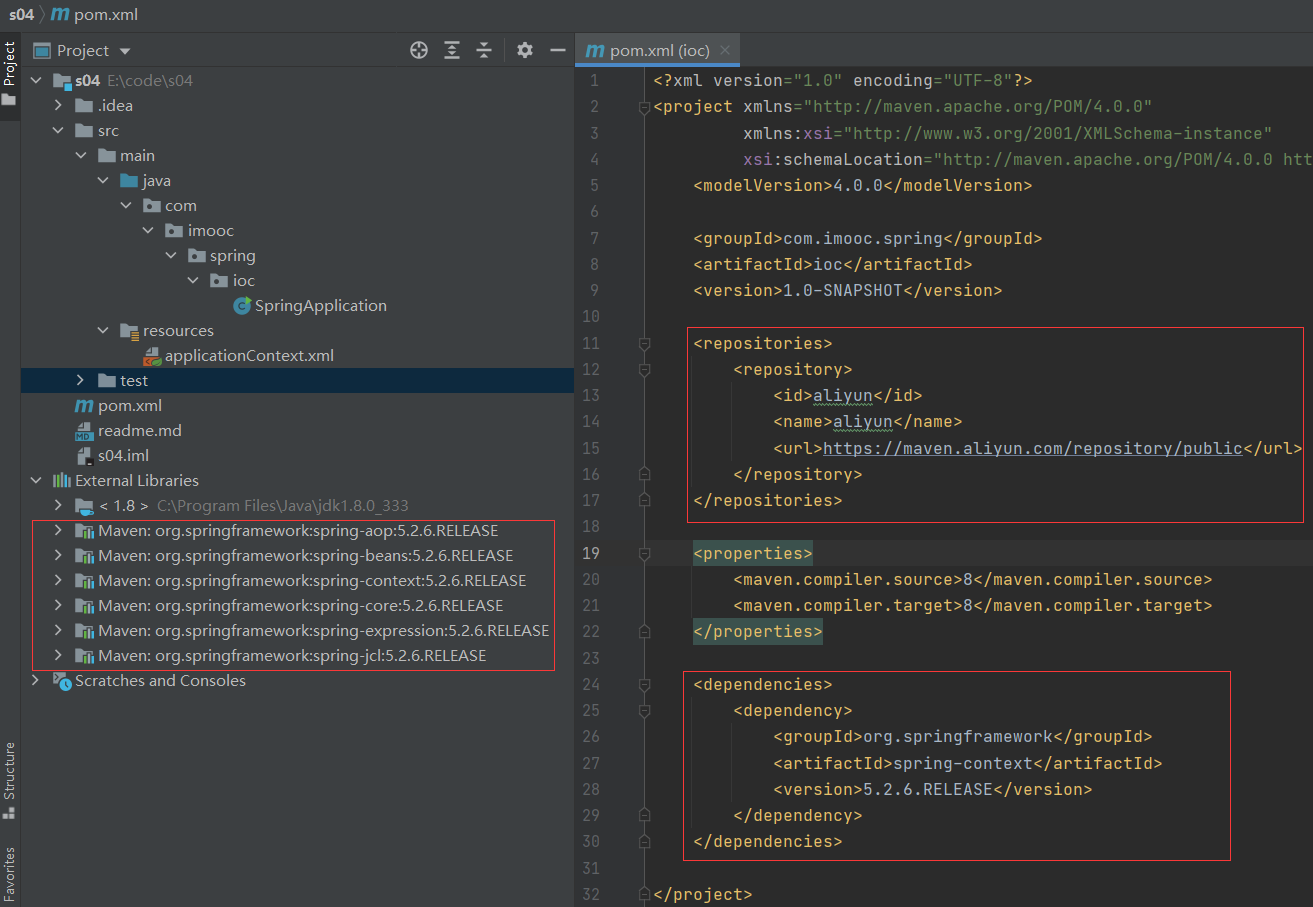 s04 〉 pom.xml
Project
Project
s04 E:\code\s04
.idea
src
main
java
com
imooc
spring
ioc
SpringApplication
resources
applicationContext.xml
test
pom.xml
readme.md
s04.iml
External Libraries
< 1.8 > C:\Program Files\Java\jdk1.8.0_333
Maven: org.springframework:spring-aop:5.2.6.RELEASE
Maven: org.springframework:spring-beans:5.2.6.RELEASE
Maven: org.springframework:spring-context:5.2.6.RELEASE
Maven: org.springframework:spring-core:5.2.6.RELEASE
Maven: org.springframework:spring-expression:5.2.6.RELEASE
Maven: org.springframework:spring-jcl:5.2.6.RELEASE
Scratches and Consoles
Structure
Favorites
pom.xml (ioc)
1 <?xml version="1.0" encoding="UTF-8"?>
2 <project xmlns="http://maven.apache.org/POM/4.0.0"
3 xmlns:xsi="http://www.w3.org/2001/XMLSchema-instance"
4 xsi:schemaLocation="http://maven.apache.org/POM/4.0.0 htt
5 <modelVersion>4.0.0</modelVersion>
6
7 <groupId>com.imooc.spring</groupId>
8 <artifactId>ioc</artifactId>
9 <version>1.0-SNAPSHOT</version>
10
11 <repositories>
12 <repository>
13 <id>aliyun</id>
14 <name>aliyun</name>
15 <url>https://maven.aliyun.com/repository/public</url>
16 </repository>
17 </repositories>
18
19 <properties>
20 <maven.compiler.source>8</maven.compiler.source>
21 <maven.compiler.target>8</maven.compiler.target>
22 </properties>
23
24 <dependencies>
25 <dependency>
26 <groupId>org.springframework</groupId>
27 <artifactId>spring-context</artifactId>
28 <version>5.2.6.RELEASE</version>
29 </dependency>
30 </dependencies>
31
32 </project>